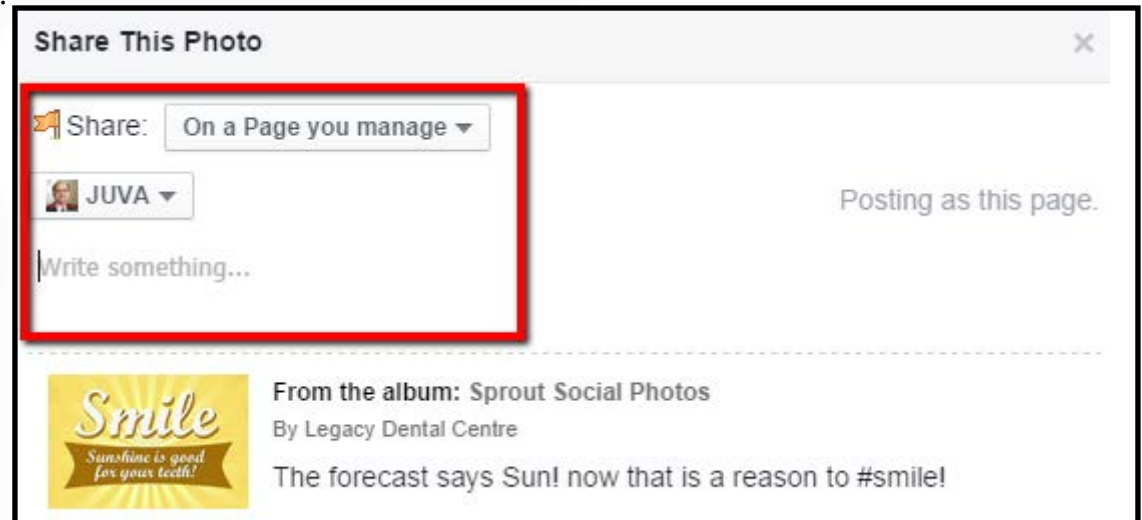 Share This Photo ×
Share: On a Page you manage
JUVA
Posting as this page.
Write something...
Smile
Sunshine is good
for your teeth!
From the album: Sprout Social Photos
By Legacy Dental Centre
The forecast says Sun! now that is a reason to #smile!